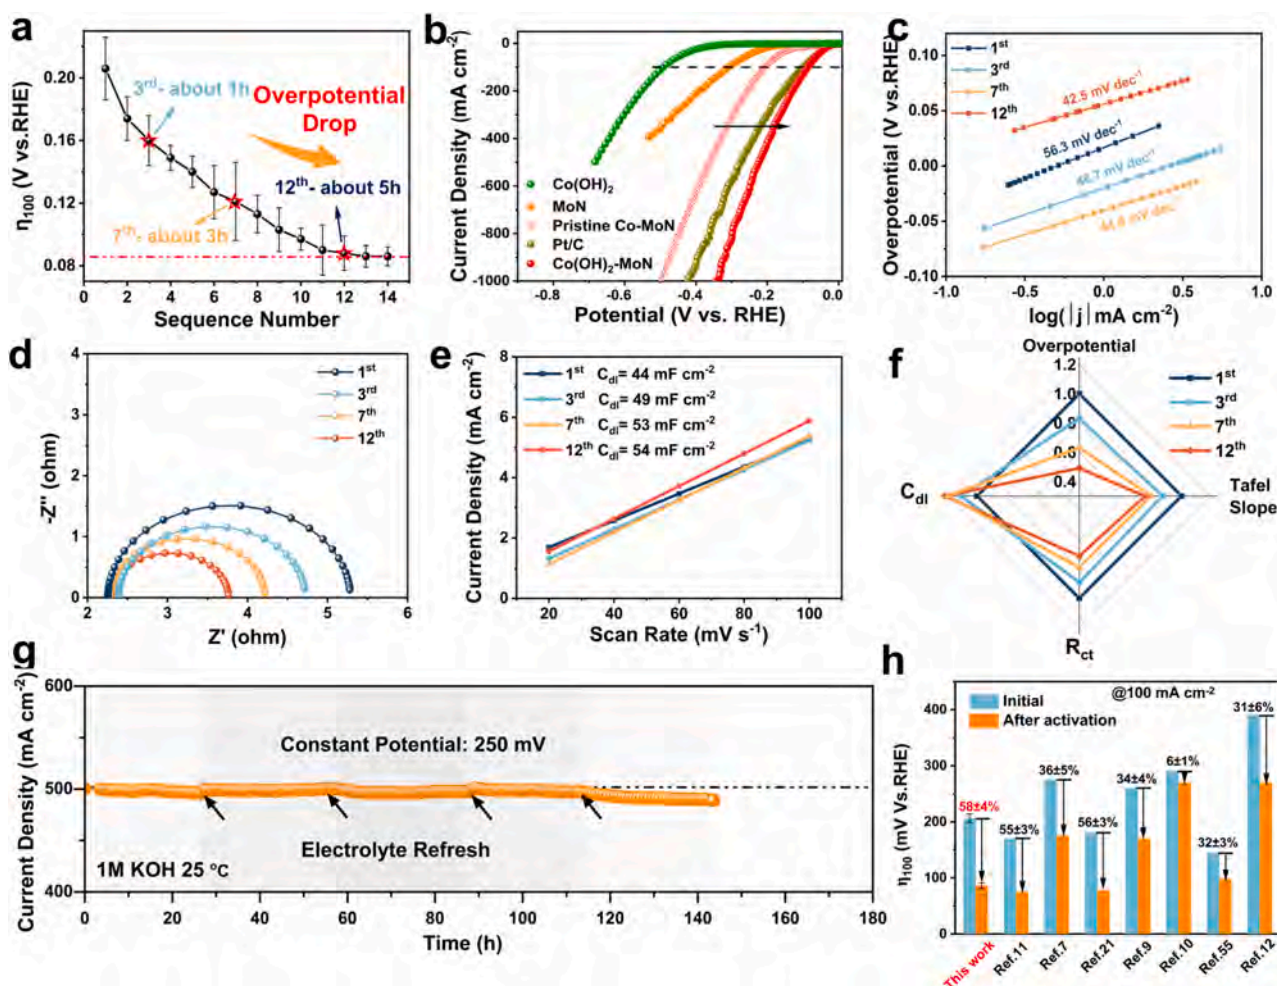 a
η100 (V vs.RHE)
0.20
0.16
0.12
0.08
3rd- about 1h
Overpotential
Drop
12th- about 5h
7th- about 3h
0 2 4 6 8 10 12 14
Sequence Number
b
Current Density (mA cm-2)
0
-200
-400
-600
-800
-1000
Co(OH)2
MoN
Pristine Co-MoN
Pt/C
Co(OH)2-MoN
-0.8 -0.6 -0.4 -0.2 0.0
Potential (V vs. RHE)
c
Overpotential (V vs.RHE)
0.10
0.05
0.00
-0.05
-0.10
1st
3rd
7th
12th
42.5 mV dec-1
56.3 mV dec-1
-1.0 -0.5 0.0 0.5 1.0
log(|j| mA cm-2)
d
-Z'' (ohm)
4
3
2
1
0
1st
3rd
7th
12th
2 3 4 5 6
Z' (ohm)
e
Current Density (mA cm-2)
8
6
4
2
0
1st Cdl= 44 mF cm-2
3rd Cdl= 49 mF cm-2
7th Cdl= 53 mF cm-2
12th Cdl= 54 mF cm-2
20 40 60 80 100
Scan Rate (mV s-1)
f
Overpotential
1.2
1.0
0.8
0.6
0.4
1st
3rd
7th
12th
Cdl
Tafel
Slope
Rct
g
Current Density (mA cm-2)
600
500
400
Constant Potential: 250 mV
Electrolyte Refresh
1M KOH 25 °C
0 20 40 60 80 100 120 140 160 180
Time (h)
h
η100 (mV Vs.RHE)
400
300
200
100
0
@100 mA cm-2
Initial
After activation
58±4%
55±3%
36±5%
56±3%
34±4%
6±1%
32±3%
31±6%
This work
Ref.11
Ref.7
Ref.21
Ref.9
Ref.10
Ref.55
Ref.12